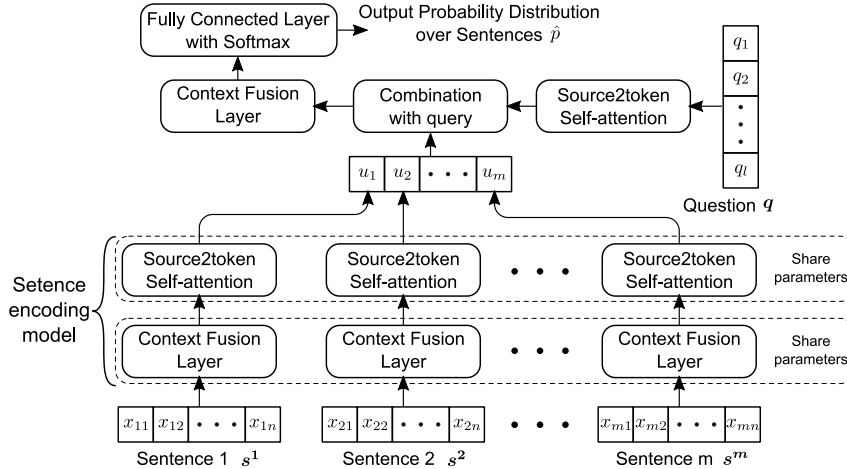 Fully Connected Layer
with Softmax
Output Probability Distribution
over Sentences p̂
Context Fusion
Layer
Combination
with query
Source2token
Self-attention
q₁
q₂
•
•
•
qₗ
Question q
u₁ u₂ • • • uₘ
Setence
encoding
model
Source2token
Self-attention
Source2token
Self-attention
• • •
Source2token
Self-attention
Share
parameters
Context Fusion
Layer
Context Fusion
Layer
• • •
Context Fusion
Layer
Share
parameters
x₁₁ x₁₂ • • • x₁ₙ
x₂₁ x₂₂ • • • x₂ₙ
• • •
xₘ₁ xₘ₂ • • • xₘₙ
Sentence 1 s¹
Sentence 2 s²
Sentence m sᵐ